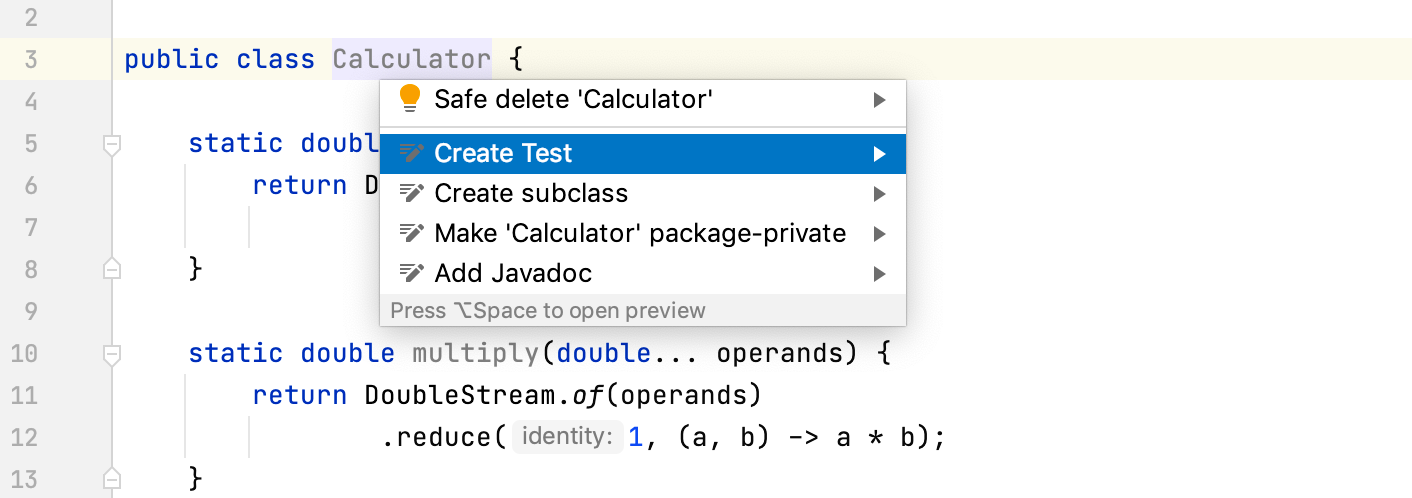 2
3 public class Calculator {
Safe delete 'Calculator'
4
5 static doubl
Create Test
6 return D
Create subclass
7
Make 'Calculator' package-private
8 }
Add Javadoc
9
Press ⌥Space to open preview
10 static double multiply(double... operands) {
11 return DoubleStream.of(operands)
12 .reduce( identity: 1, (a, b) -> a * b);
13 }